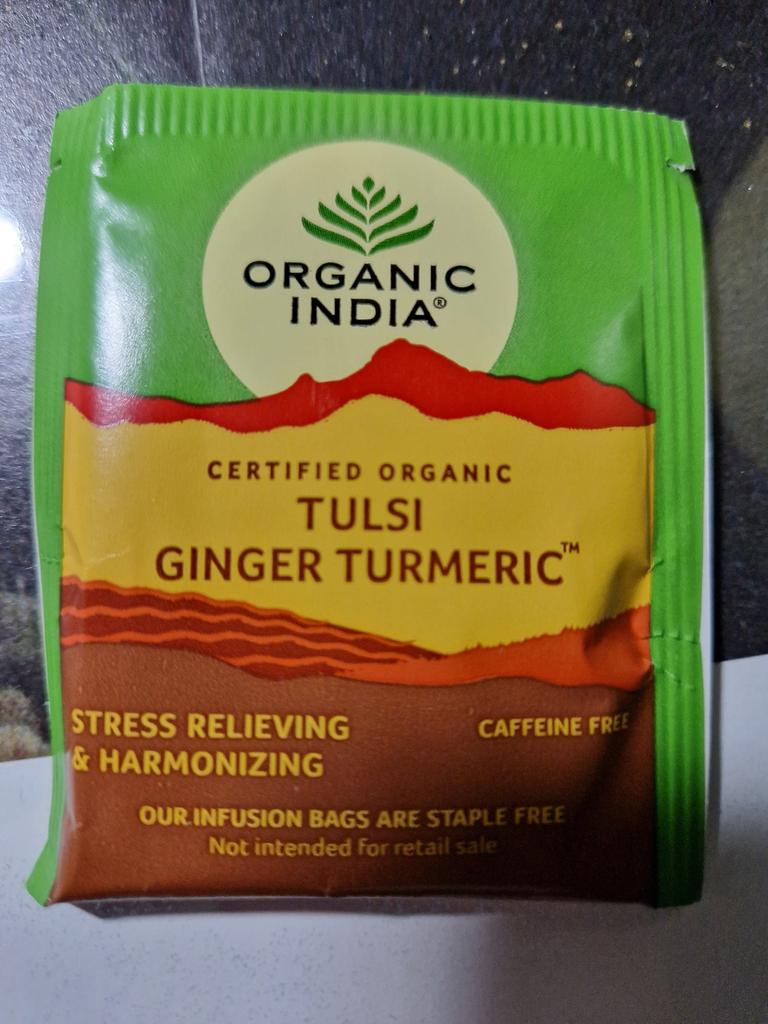 ORGANIC
INDIA®
CERTIFIED ORGANIC
TULSI
GINGER TURMERIC™
STRESS RELIEVING
& HARMONIZING
CAFFEINE FREE
OUR INFUSION BAGS ARE STAPLE FREE
Not intended for retail sale